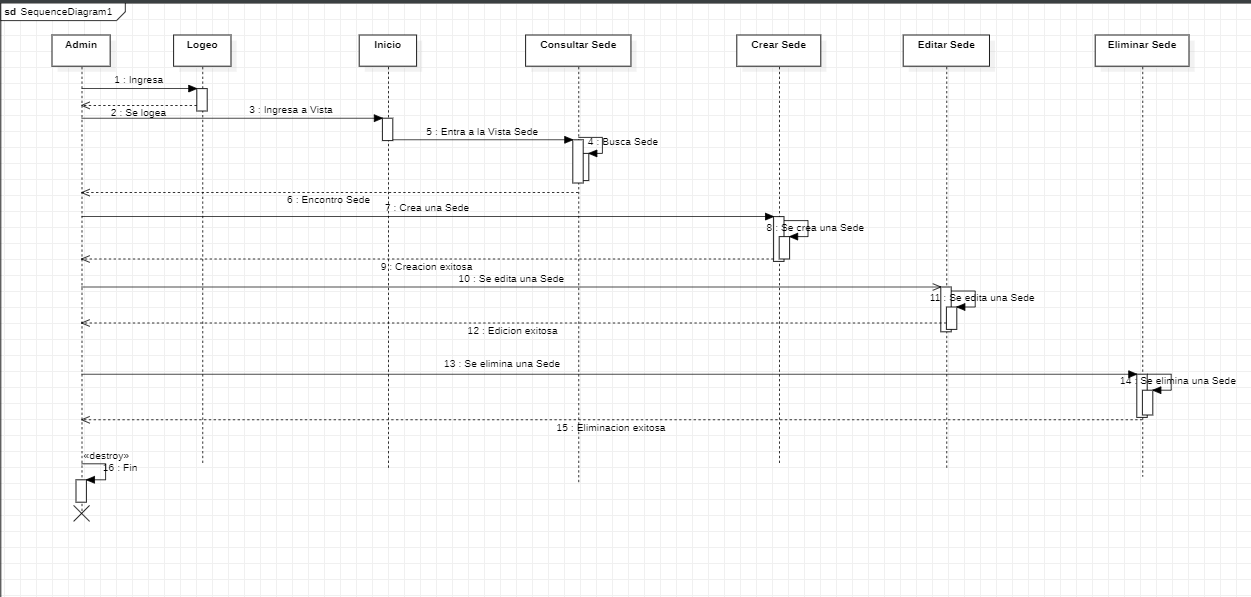 sd SequenceDiagram1
Admin
Logeo
Inicio
Consultar Sede
Crear Sede
Editar Sede
Eliminar Sede
1 : Ingresa
2 : Se logea
3 : Ingresa a Vista
5 : Entra a la Vista Sede
4 : Busca Sede
6 : Encontro Sede
7 : Crea una Sede
8 : Se crea una Sede
9 : Creacion exitosa
10 : Se edita una Sede
11 : Se edita una Sede
12 : Edicion exitosa
13 : Se elimina una Sede
14 : Se elimina una Sede
15 : Eliminacion exitosa
«destroy»
16 : Fin